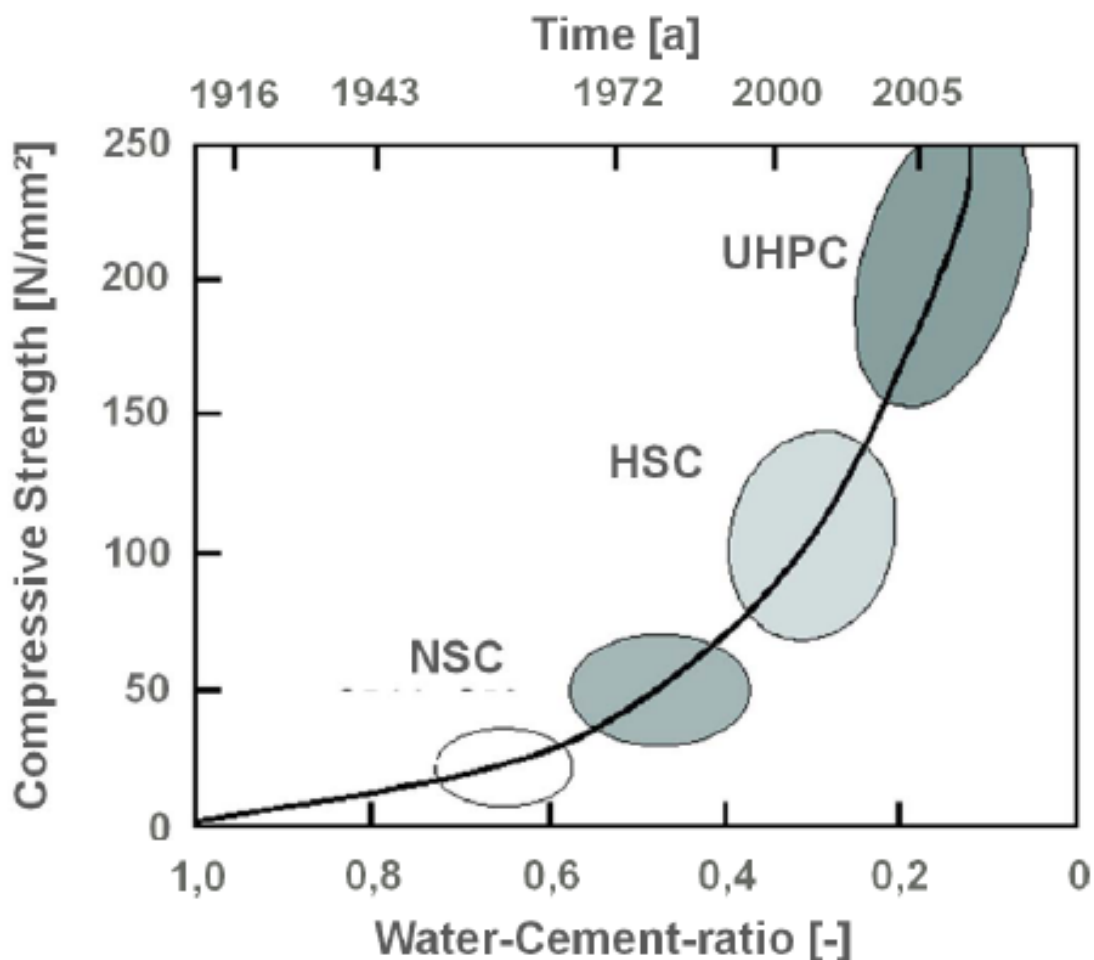 Time [a]
1916 1943 1972 2000 2005
Compressive Strength [N/mm²]
250
200
150
100
50
0
UHPC
HSC
NSC
1,0 0,8 0,6 0,4 0,2 0
Water-Cement-ratio [-]